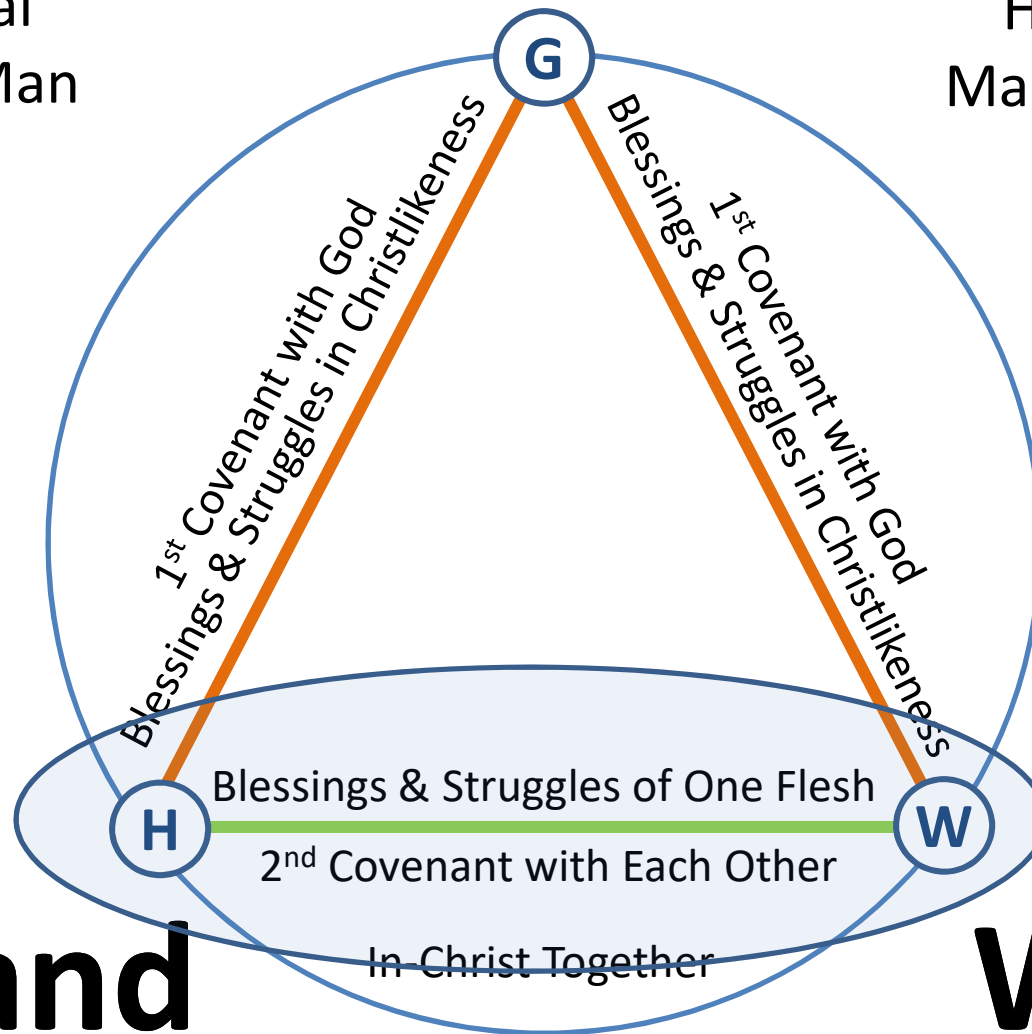 al
Man
H
Ma
G
1st Covenant with God
Blessings & Struggles in Christlikeness
1st Covenant with God
Blessings & Struggles in Christlikeness
Blessings & Struggles of One Flesh
H
W
2nd Covenant with Each Other
In-Christ Together
and
W